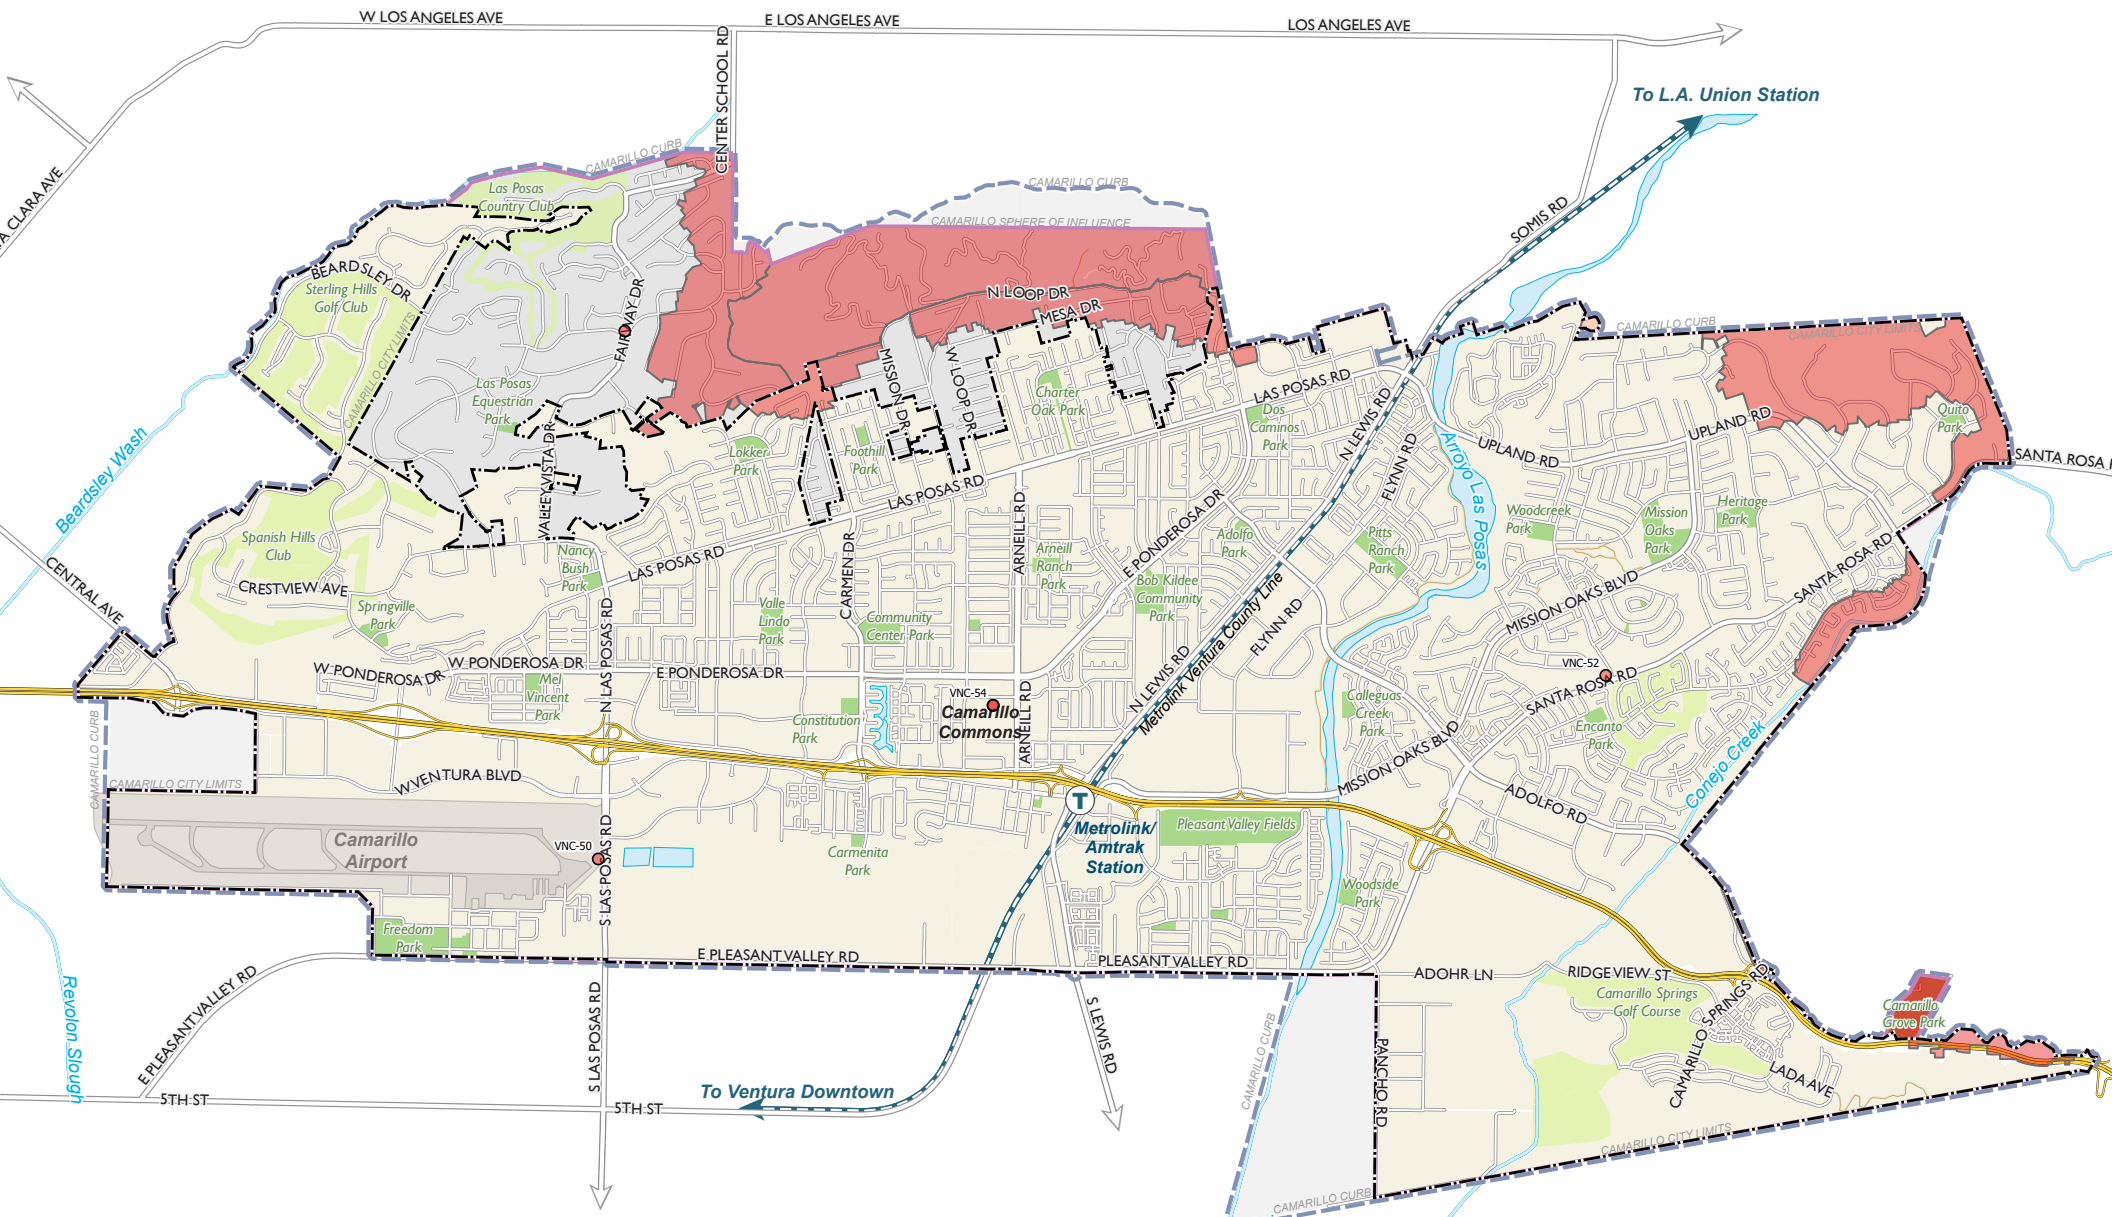 W LOS ANGELES AVE
E LOS ANGELES AVE
LOS ANGELES AVE
CENTER SCHOOL RD
To L.A. Union Station
A CLARA AVE
CAMARILLO CURB
CAMARILLO CURB
CAMARILLO SPHERE OF INFLUENCE
Las Posas
Country Club
SOMIS RD
BEARDSLEY DR
Sterling Hills
Golf Club
CAMARILLO CITY LIMITS
FAIRWAY DR
N LOOP DR
MESA DR
MISSION DR
W LOOP DR
CAMARILLO CURB
CAMARILLO CITY LIMITS
Las Posas
Equestrian
Park
Charter
Oak Park
LAS POSAS RD
Dos
Caminos
Park
N LEWIS RD
FLYNN RD
Arroyo Las Posas
UPLAND RD
UPLAND RD
Quito
Park
SANTA ROSA R
Beardsley Wash
VALLEY VISTA DR
Lokker
Park
Foothill
Park
LAS POSAS RD
Spanish Hills
Club
Nancy
Bush
Park
LAS POSAS RD
CARMEN DR
ARNEILL RD
Arneill
Ranch
Park
E PONDEROSA DR
Adolfo
Park
Pitts
Ranch
Park
Woodcreek
Park
Mission
Oaks
Park
Heritage
Park
CENTRAL AVE
CRESTVIEW AVE
Springville
Park
Valle
Lindo
Park
Community
Center Park
Bob Kildee
Community
Park
Metrolink Ventura County Line
FLYNN RD
MISSION OAKS BLVD
SANTA ROSA RD
W PONDEROSA DR
W PONDEROSA DR
N LAS POSAS RD
E PONDEROSA DR
Mel
Vincent
Park
Constitution
Park
VNC-54
Camarillo
Commons
ARNEILL RD
N LEWIS RD
Calleguas
Creek
Park
VNC-52
SANTA ROSA RD
Encanto
Park
Conejo Creek
CAMARILLO CURB
CAMARILLO CITY LIMITS
W VENTURA BLVD
MISSION OAKS BLVD
ADOLFO RD
T
Metrolink/
Amtrak
Station
Pleasant Valley Fields
Camarillo
Airport
VNC-50
S LAS POSAS RD
Carmenita
Park
Woodside
Park
Freedom
Park
E PLEASANT VALLEY RD
PLEASANT VALLEY RD
ADOHR LN
RIDGE VIEW ST
Camarillo Springs
Golf Course
CAMARILLO SPRINGS RD
Camarillo
Grove Park
Revolon Slough
E PLEASANT VALLEY RD
S LAS POSAS RD
S LEWIS RD
CAMARILLO CURB
PANCHO RD
LADA AVE
5TH ST
5TH ST
To Ventura Downtown
CAMARILLO CITY LIMITS
CAMARILLO CURB